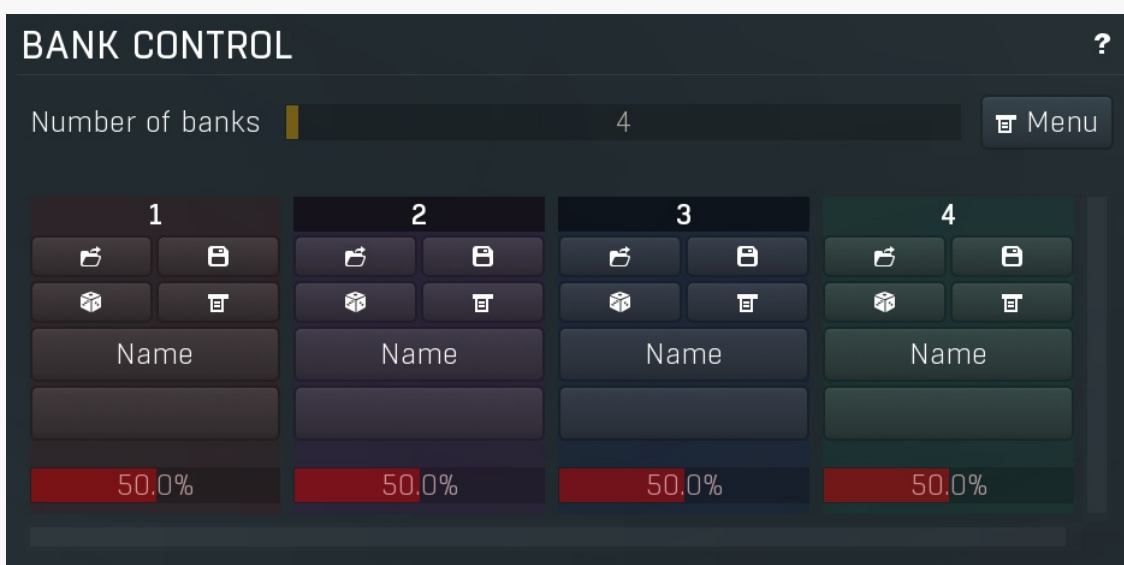 BANK CONTROL ?
Number of banks 4 Menu
1 2 3 4
Name Name Name Name
50.0% 50.0% 50.0% 50.0%